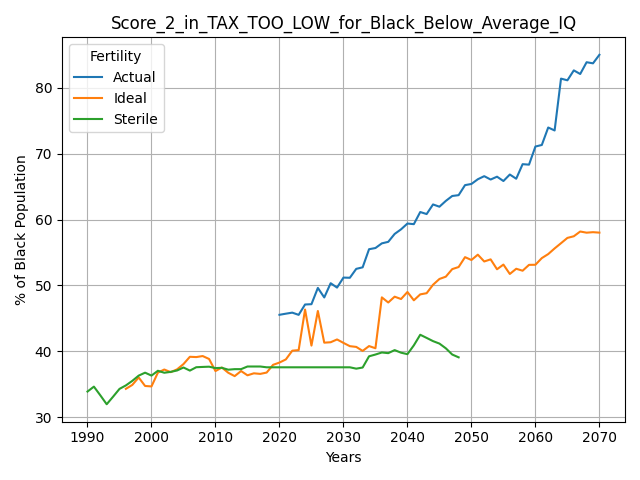 Score_2_in_TAX_TOO_LOW_for_Black_Below_Average_IQ
Fertility
Actual
Ideal
Sterile
% of Black Population
80
70
60
50
40
30
1990 2000 2010 2020 2030 2040 2050 2060 2070
Years